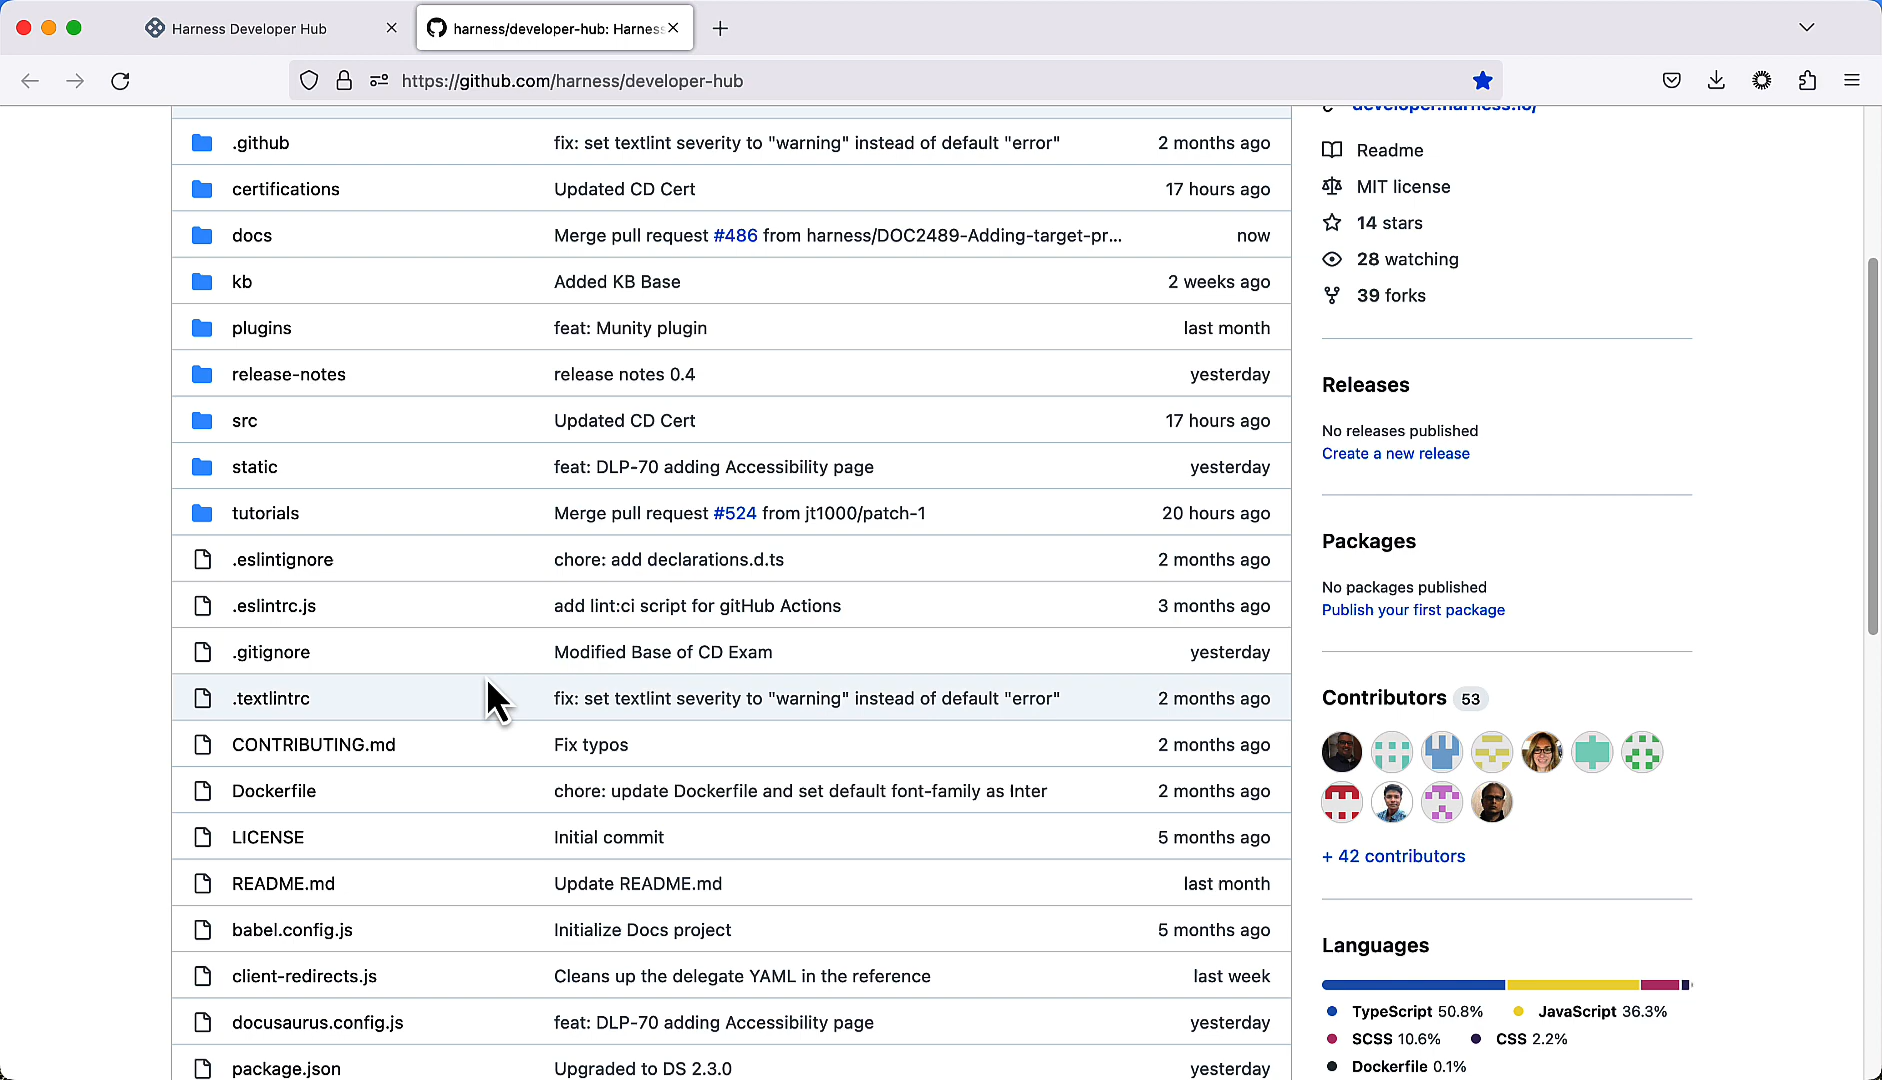 Harness Developer Hub
harness/developer-hub: Harness
https://github.com/harness/developer-hub
.github fix: set textlint severity to "warning" instead of default "error" 2 months ago
certifications Updated CD Cert 17 hours ago
docs Merge pull request #486 from harness/DOC2489-Adding-target-pr... now
kb Added KB Base 2 weeks ago
plugins feat: Munity plugin last month
release-notes release notes 0.4 yesterday
src Updated CD Cert 17 hours ago
static feat: DLP-70 adding Accessibility page yesterday
tutorials Merge pull request #524 from jt1000/patch-1 20 hours ago
.eslintignore chore: add declarations.d.ts 2 months ago
.eslintrc.js add lint:ci script for gitHub Actions 3 months ago
.gitignore Modified Base of CD Exam yesterday
.textlintrc fix: set textlint severity to "warning" instead of default "error" 2 months ago
CONTRIBUTING.md Fix typos 2 months ago
Dockerfile chore: update Dockerfile and set default font-family as Inter 2 months ago
LICENSE Initial commit 5 months ago
README.md Update README.md last month
babel.config.js Initialize Docs project 5 months ago
client-redirects.js Cleans up the delegate YAML in the reference last week
docusaurus.config.js feat: DLP-70 adding Accessibility page yesterday
package.json Upgraded to DS 2.3.0 yesterday
developer.harness.io/
Readme
MIT license
14 stars
28 watching
39 forks
Releases
No releases published
Create a new release
Packages
No packages published
Publish your first package
Contributors 53
+ 42 contributors
Languages
TypeScript 50.8% JavaScript 36.3%
SCSS 10.6% CSS 2.2%
Dockerfile 0.1%